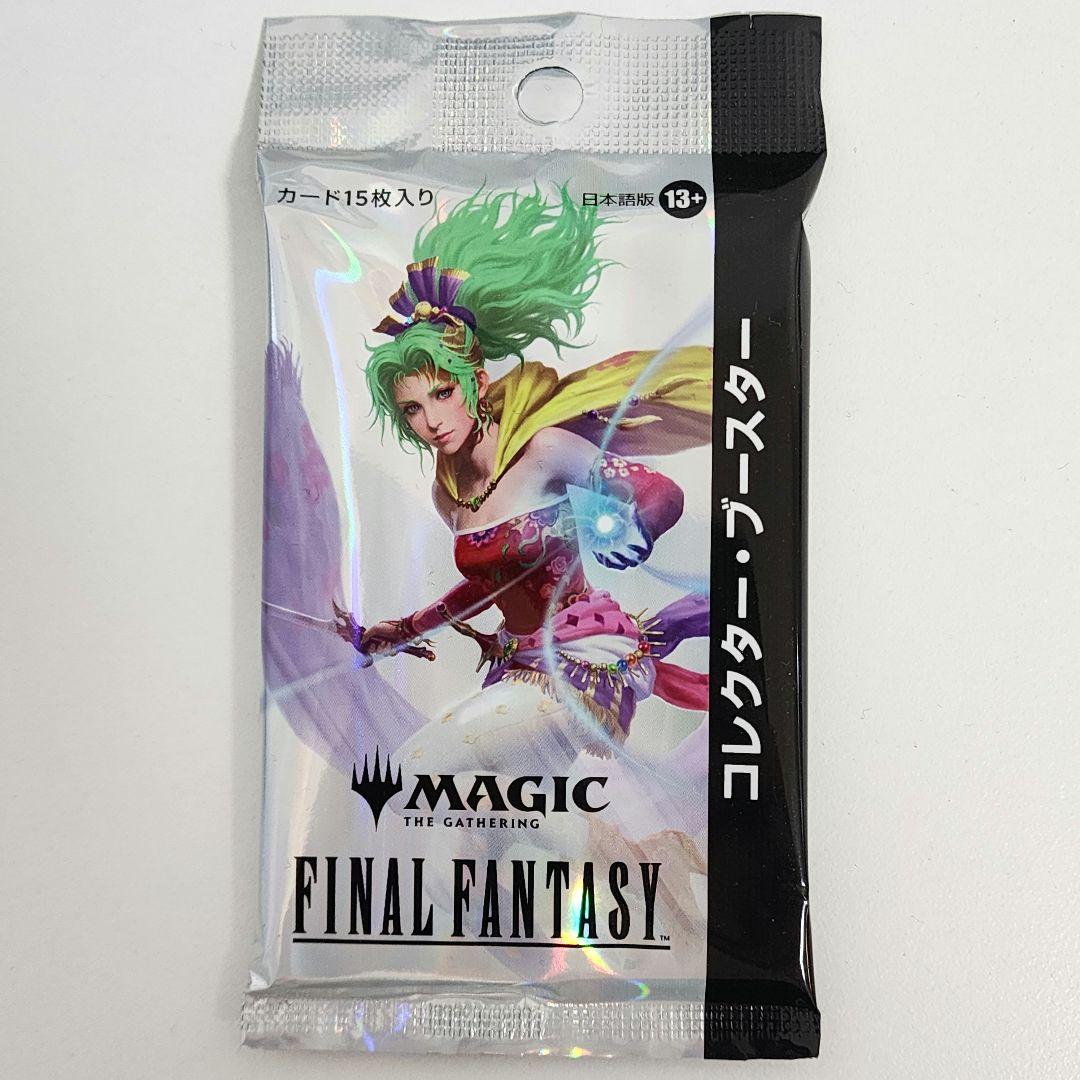 カード15枚入り
日本語版 13+
コレクター・ブースター
MAGIC
THE GATHERING
FINAL FANTASY™